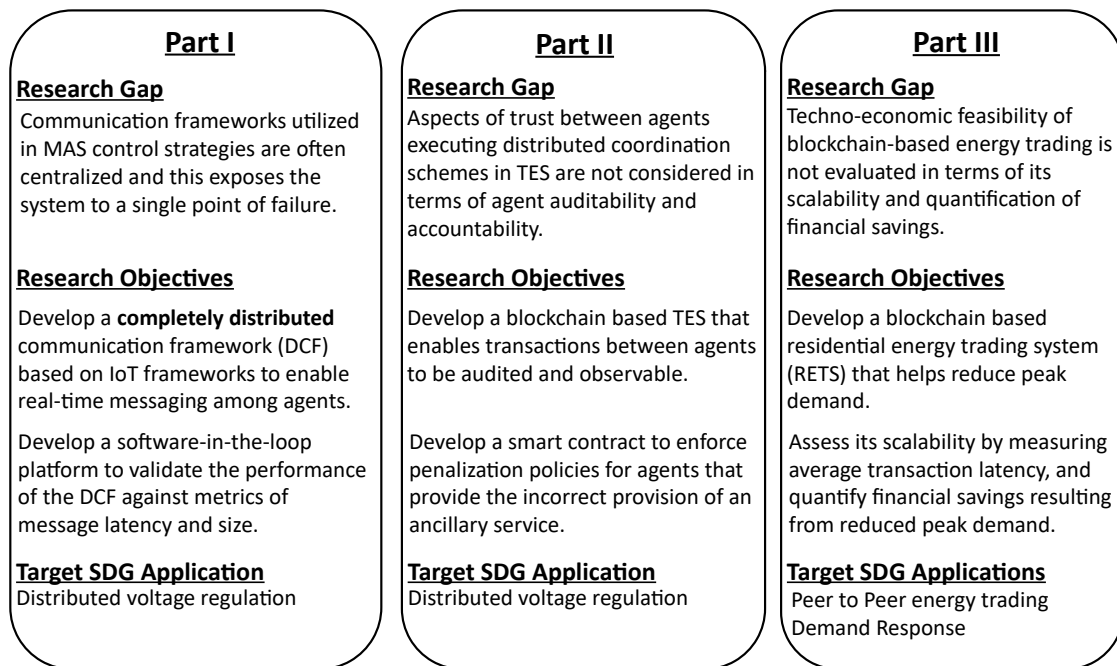 Part I
Research Gap
Communication frameworks utilized
in MAS control strategies are often
centralized and this exposes the
system to a single point of failure.
Research Objectives
Develop a completely distributed
communication framework (DCF)
based on IoT frameworks to enable
real-time messaging among agents.
Develop a software-in-the-loop
platform to validate the performance
of the DCF against metrics of
message latency and size.
Target SDG Application
Distributed voltage regulation
Part II
Research Gap
Aspects of trust between agents
executing distributed coordination
schemes in TES are not considered in
terms of agent auditability and
accountability.
Research Objectives
Develop a blockchain based TES that
enables transactions between agents
to be audited and observable.
Develop a smart contract to enforce
penalization policies for agents that
provide the incorrect provision of an
ancillary service.
Target SDG Application
Distributed voltage regulation
Part III
Research Gap
Techno-economic feasibility of
blockchain-based energy trading is
not evaluated in terms of its
scalability and quantification of
financial savings.
Research Objectives
Develop a blockchain based
residential energy trading system
(RETS) that helps reduce peak
demand.
Assess its scalability by measuring
average transaction latency, and
quantify financial savings resulting
from reduced peak demand.
Target SDG Applications
Peer to Peer energy trading
Demand Response